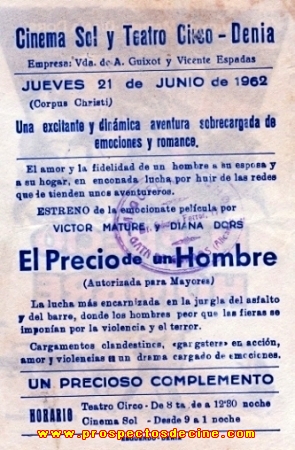 Cinema Sol y Teatro Circo - Denia
Empresa: Vda. de A. Guixot y Vicente Espadas
JUEVES 21 de JUNIO de 1962
(Corpus Christi)
Una excitante y dinámica aventura sobrecargada de
emociones y romance.
El amor y la fidelidad de un hombre a su esposa y
a su hogar, en enconada lucha por huir de las redes
que le tienden unos aventureros.
ESTRENO de la emocionate película por
VICTOR MATURE y DIANA DORS
El Precio de un Hombre
(Autorizada para Mayores)
La lucha más encarnizada en la jurgla del asfalto
y del barro, donde los hombres peor que las fieras se
imponían por la violencia y el terror.
Cargamentos clandestinos, «gargsters» en acción,
amor y violencias en un drama cargado de emociones.
UN PRECIOSO COMPLEMENTO
HORARIO
Teatro Circo - De 8 ta. de a 12'30 noche
Cinema Sol - Desde 9 a 1 noche
www.prospectosdecine.com